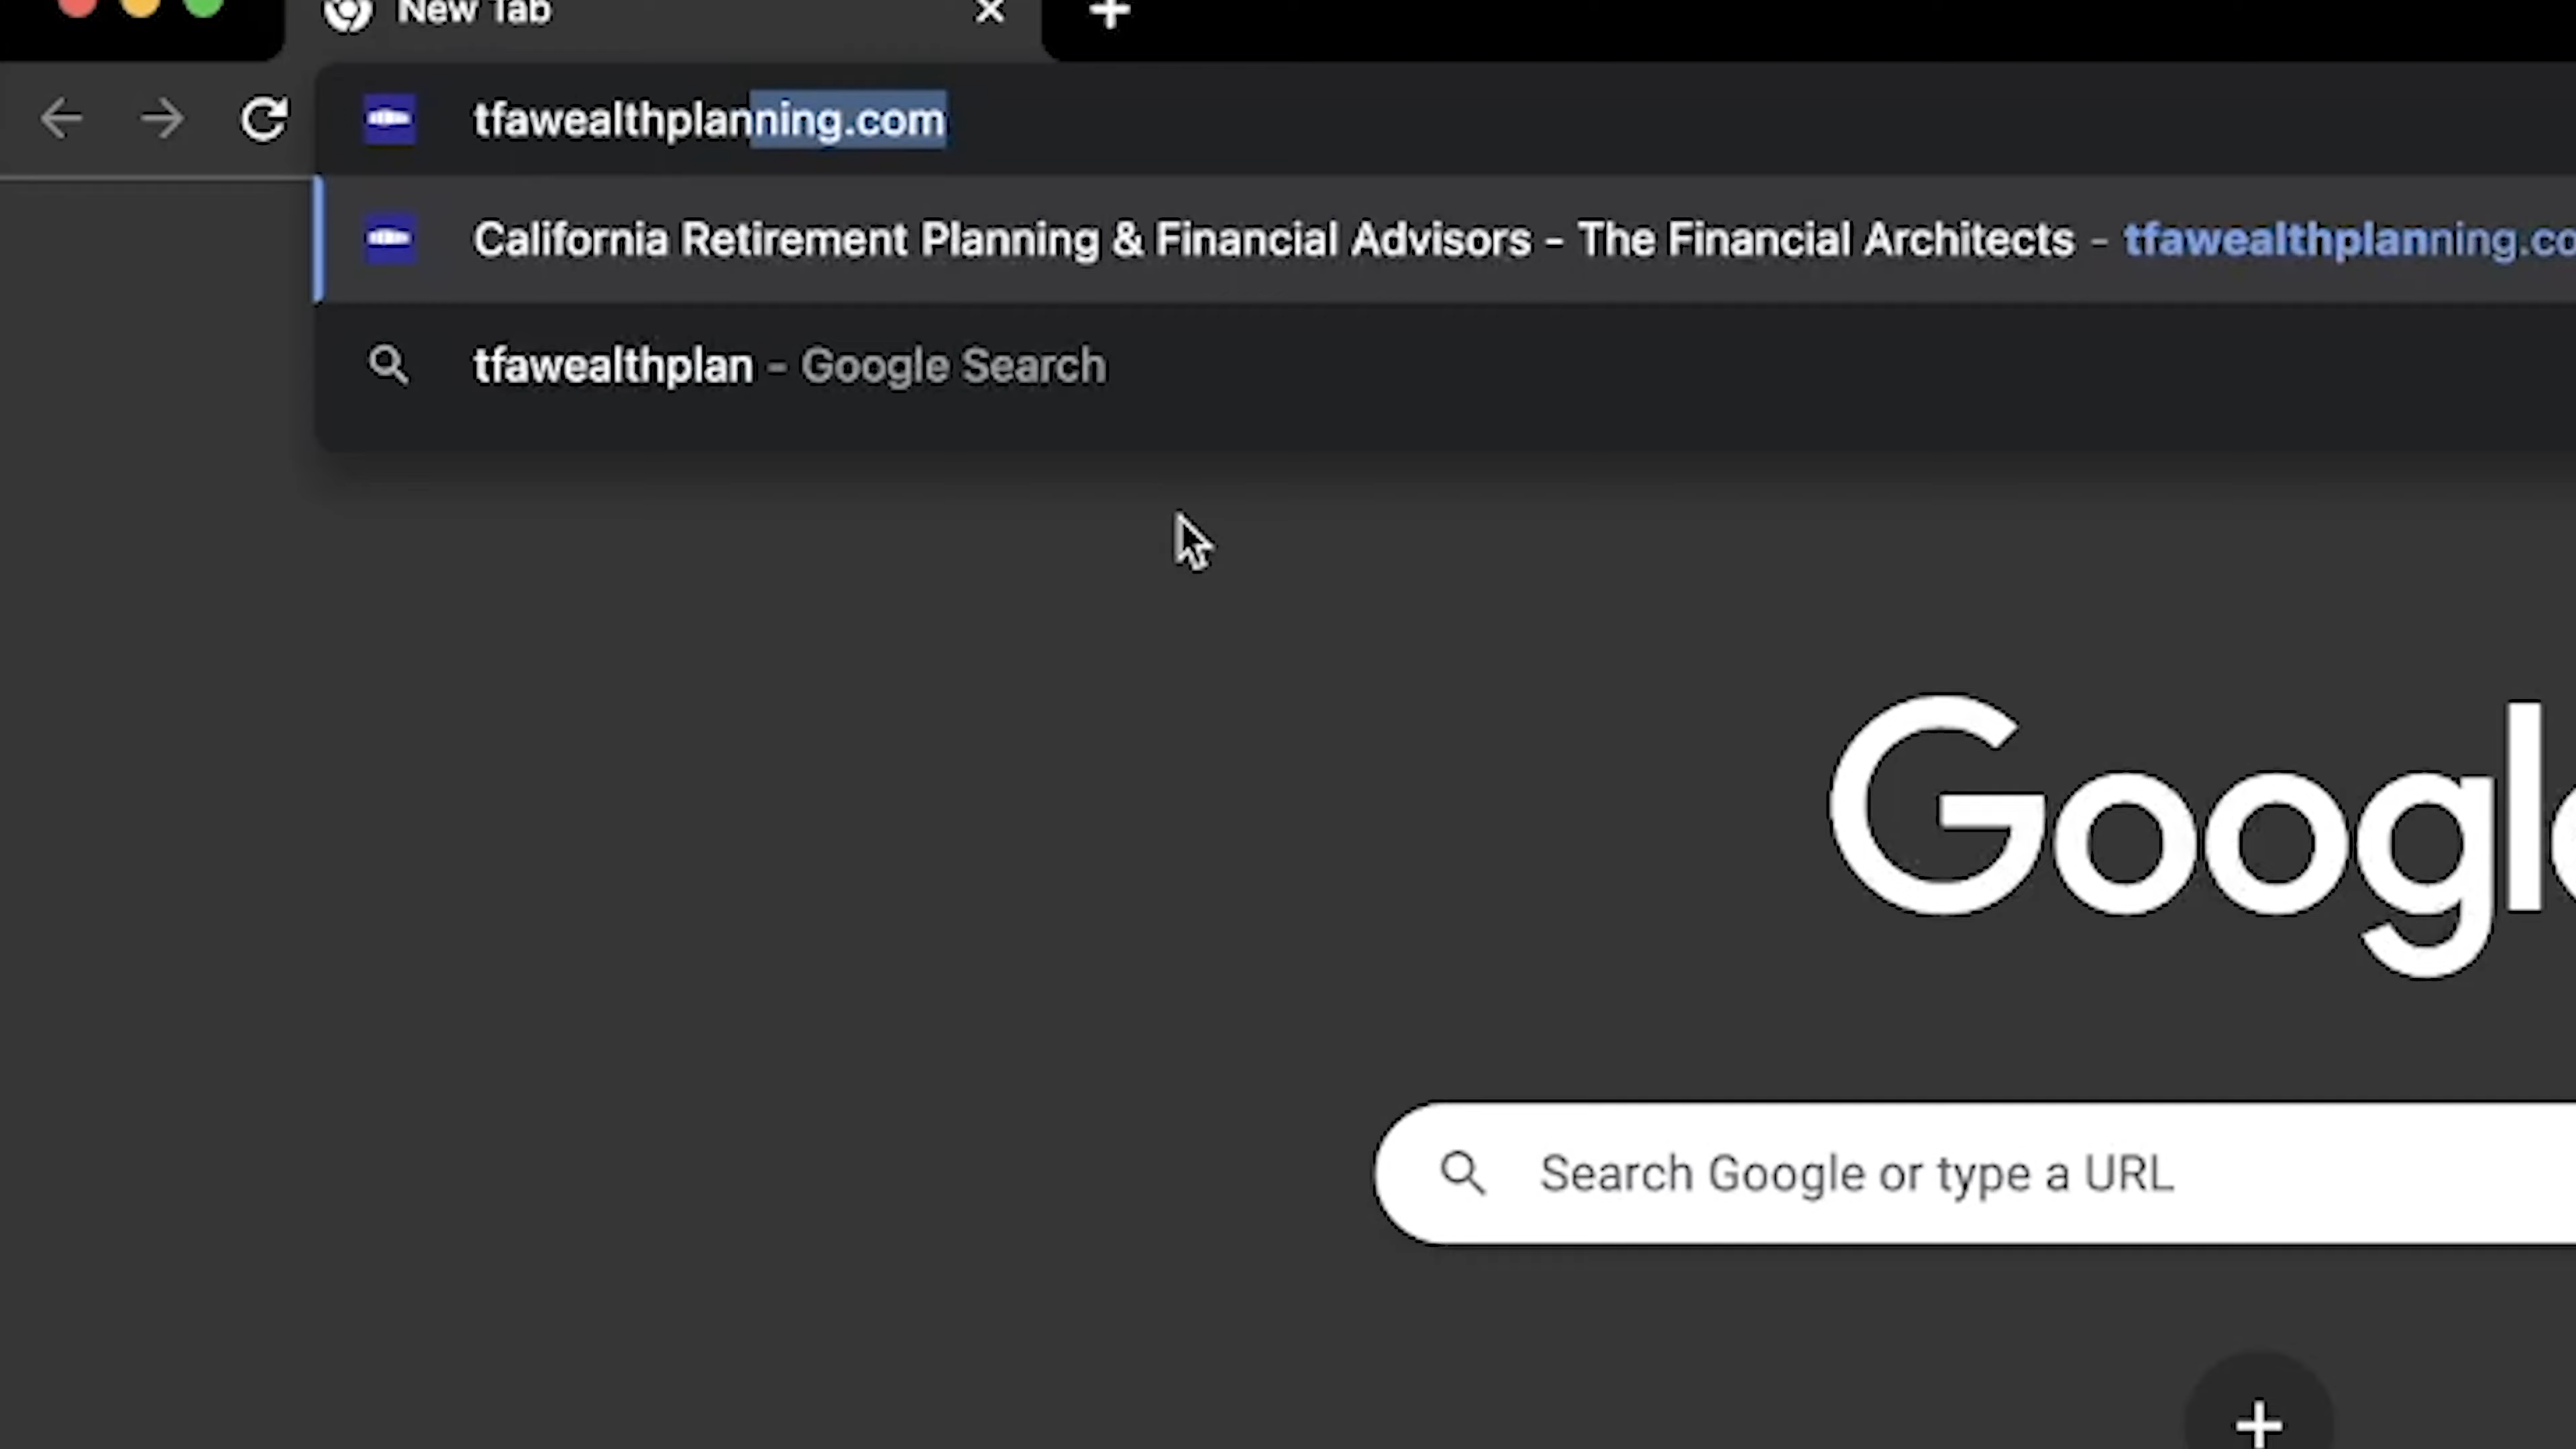 New Tab
tfawealthplanning.com
California Retirement Planning & Financial Advisors - The Financial Architects - tfawealthplanning.co
tfawealthplan - Google Search
Google
Search Google or type a URL